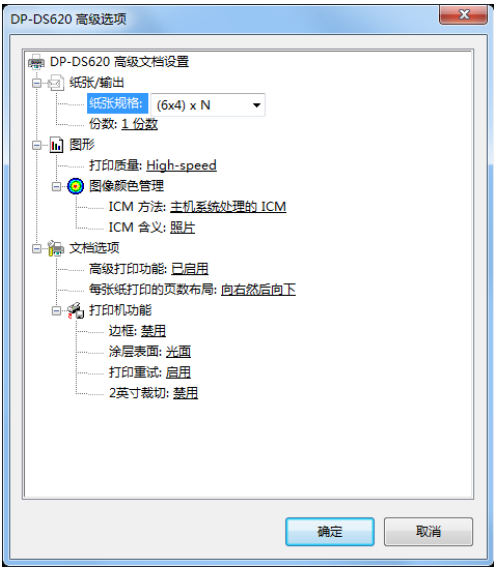 DP-DS620 高级选项
DP-DS620 高级文档设置
纸张/输出
纸张规格: (6x4) x N
份数: 1 份数
图形
打印质量: High-speed
图像颜色管理
ICM 方法: 主机系统处理的 ICM
ICM 含义: 照片
文档选项
高级打印功能: 已启用
每张纸打印的页数布局: 向右然后向下
打印机功能
边框: 禁用
涂层表面: 光面
打印重试: 启用
2英寸裁切: 禁用
确定 取消